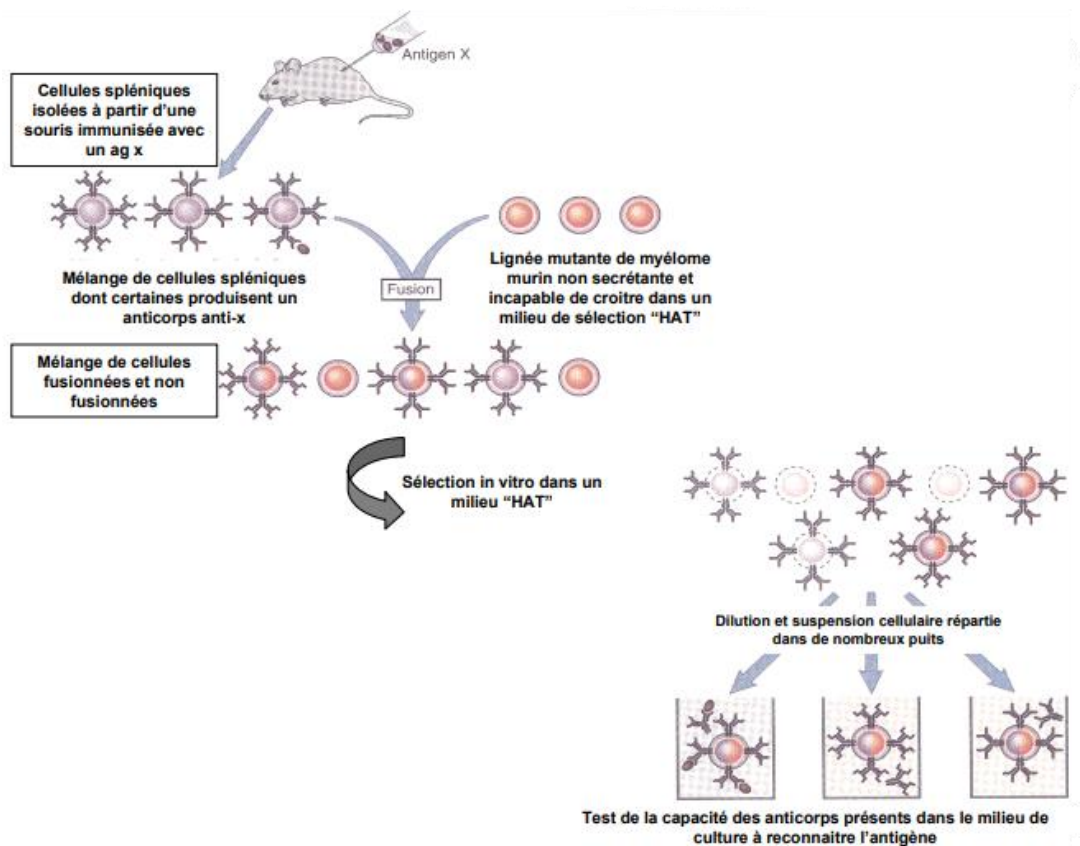 Antigen X
Cellules spléniques
isolées à partir d'une
souris immunisée avec
un ag x
Mélange de cellules spléniques
dont certaines produisent un
anticorps anti-x
Fusion
Lignée mutante de myélome
murin non secrétante et
incapable de croitre dans un
milieu de sélection “HAT”
Mélange de cellules
fusionnées et non
fusionnées
Sélection in vitro dans un
milieu “HAT”
Dilution et suspension cellulaire répartie
dans de nombreux puits
Test de la capacité des anticorps présents dans le milieu de
culture à reconnaitre l'antigène